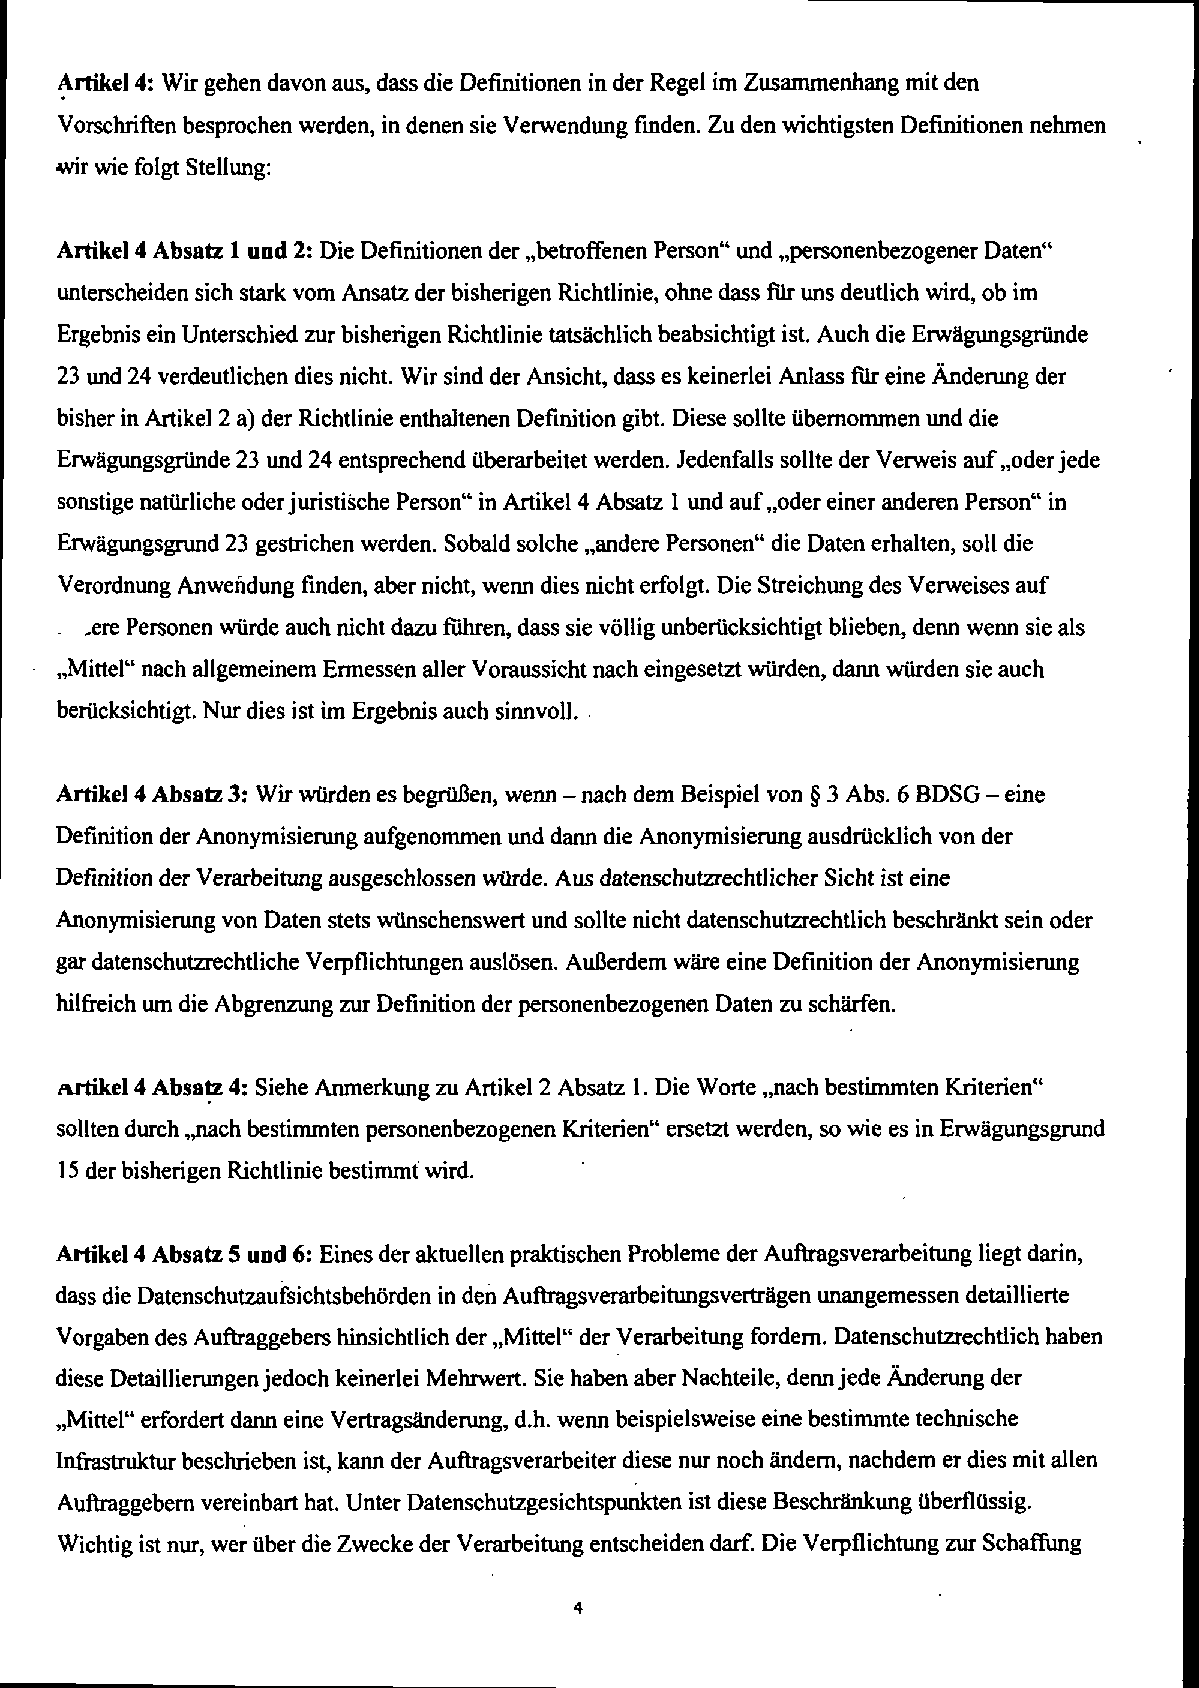 Artikel 4: Wir gehen davon aus, dass die Definitionen in der Regel im Zusammenhang mit den
Vorschriften besprochen werden, in denen sie Verwendung finden. Zu den wichtigsten Definitionen nehmen
wir wie folgt Stellung:
Artikel 4 Absatz 1 und 2: Die Definitionen der „betroffenen Person“ und „personenbezogener Daten“
unterscheiden sich stark vom Ansatz der bisherigen Richtlinie, ohne dass für uns deutlich wird, ob im
Ergebnis ein Unterschied zur bisherigen Richtlinie tatsächlich beabsichtigt ist. Auch die Erwägungsgründe
23 und 24 verdeutlichen dies nicht. Wir sind der Ansicht, dass es keinerlei Anlass für eine Änderung der
bisher in Artikel 2 a) der Richtlinie enthaltenen Definition gibt. Diese sollte übernommen und die
Erwägungsgründe 23 und 24 entsprechend überarbeitet werden. Jedenfalls sollte der Verweis auf „oder jede
sonstige natürliche oder juristische Person“ in Artikel 4 Absatz 1 und auf „oder einer anderen Person“ in
Erwägungsgrund 23 gestrichen werden. Sobald solche „andere Personen“ die Daten erhalten, soll die
Verordnung Anwendung finden, aber nicht, wenn dies nicht erfolgt. Die Streichung des Verweises auf
ere Personen würde auch nicht dazu führen, dass sie völlig unberücksichtigt blieben, denn wenn sie als
„Mittel“ nach allgemeinem Ermessen aller Voraussicht nach eingesetzt würden, dann würden sie auch
berücksichtigt. Nur dies ist im Ergebnis auch sinnvoll.
Artikel 4 Absatz 3: Wir würden es begrüßen, wenn – nach dem Beispiel von § 3 Abs. 6 BDSG – eine
Definition der Anonymisierung aufgenommen und dann die Anonymisierung ausdrücklich von der
Definition der Verarbeitung ausgeschlossen würde. Aus datenschutzrechtlicher Sicht ist eine
Anonymisierung von Daten stets wünschenswert und sollte nicht datenschutzrechtlich beschränkt sein oder
gar datenschutzrechtliche Verpflichtungen auslösen. Außerdem wäre eine Definition der Anonymisierung
hilfreich um die Abgrenzung zur Definition der personenbezogenen Daten zu schärfen.
Artikel 4 Absatz 4: Siehe Anmerkung zu Artikel 2 Absatz 1. Die Worte „nach bestimmten Kriterien“
sollten durch „nach bestimmten personenbezogenen Kriterien“ ersetzt werden, so wie es in Erwägungsgrund
15 der bisherigen Richtlinie bestimmt wird.
Artikel 4 Absatz 5 und 6: Eines der aktuellen praktischen Probleme der Auftragsverarbeitung liegt darin,
dass die Datenschutzaufsichtsbehörden in den Auftragsverarbeitungsverträgen unangemessen detaillierte
Vorgaben des Auftraggebers hinsichtlich der „Mittel“ der Verarbeitung fordern. Datenschutzrechtlich haben
diese Detaillierungen jedoch keinerlei Mehrwert. Sie haben aber Nachteile, denn jede Änderung der
„Mittel“ erfordert dann eine Vertragsänderung, d.h. wenn beispielsweise eine bestimmte technische
Infrastruktur beschrieben ist, kann der Auftragsverarbeiter diese nur noch ändern, nachdem er dies mit allen
Auftraggebern vereinbart hat. Unter Datenschutzgesichtspunkten ist diese Beschränkung überflüssig.
Wichtig ist nur, wer über die Zwecke der Verarbeitung entscheiden darf. Die Verpflichtung zur Schaffung
4